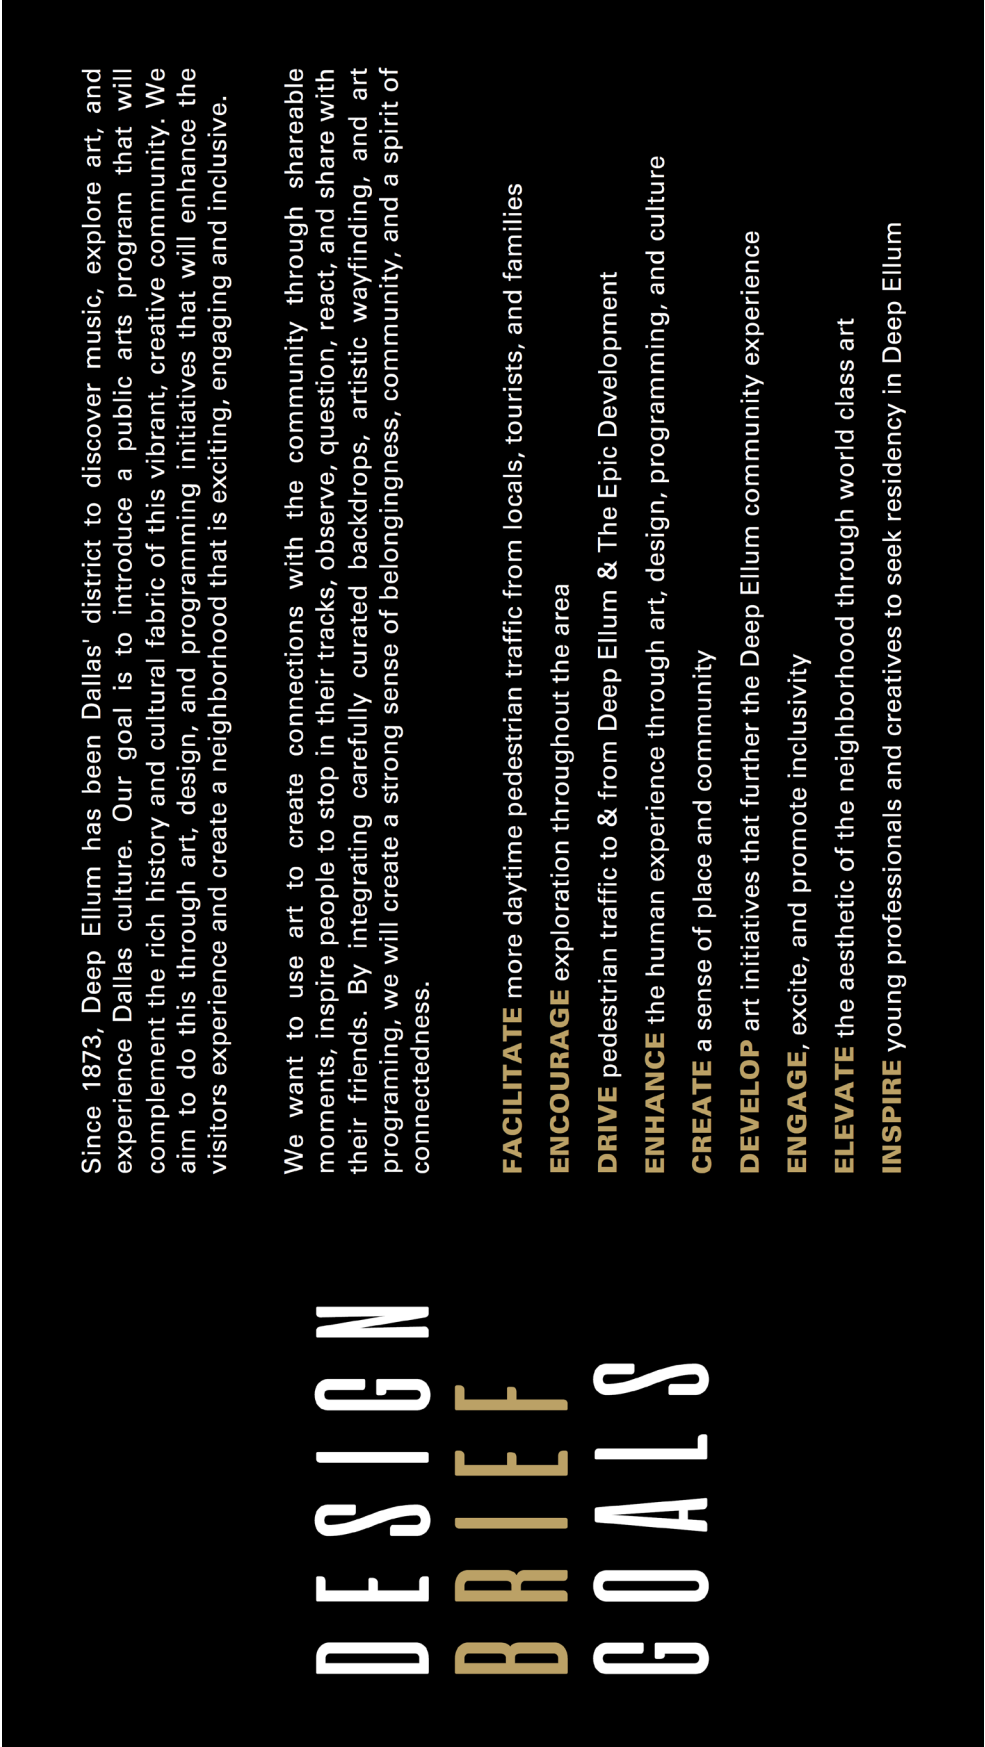 DESIGN
BRIEF
GOALS
Since 1873, Deep Ellum has been Dallas' district to discover music, explore art, and
experience Dallas culture. Our goal is to introduce a public arts program that will
complement the rich history and cultural fabric of this vibrant, creative community. We
aim to do this through art, design, and programming initiatives that will enhance the
visitors experience and create a neighborhood that is exciting, engaging and inclusive.
We want to use art to create connections with the community through shareable
moments, inspire people to stop in their tracks, observe, question, react, and share with
their friends. By integrating carefully curated backdrops, artistic wayfinding, and art
programing, we will create a strong sense of belongingness, community, and a spirit of
connectedness.
FACILITATE more daytime pedestrian traffic from locals, tourists, and families
ENCOURAGE exploration throughout the area
DRIVE pedestrian traffic to & from Deep Ellum & The Epic Development
ENHANCE the human experience through art, design, programming, and culture
CREATE a sense of place and community
DEVELOP art initiatives that further the Deep Ellum community experience
ENGAGE, excite, and promote inclusivity
ELEVATE the aesthetic of the neighborhood through world class art
INSPIRE young professionals and creatives to seek residency in Deep Ellum